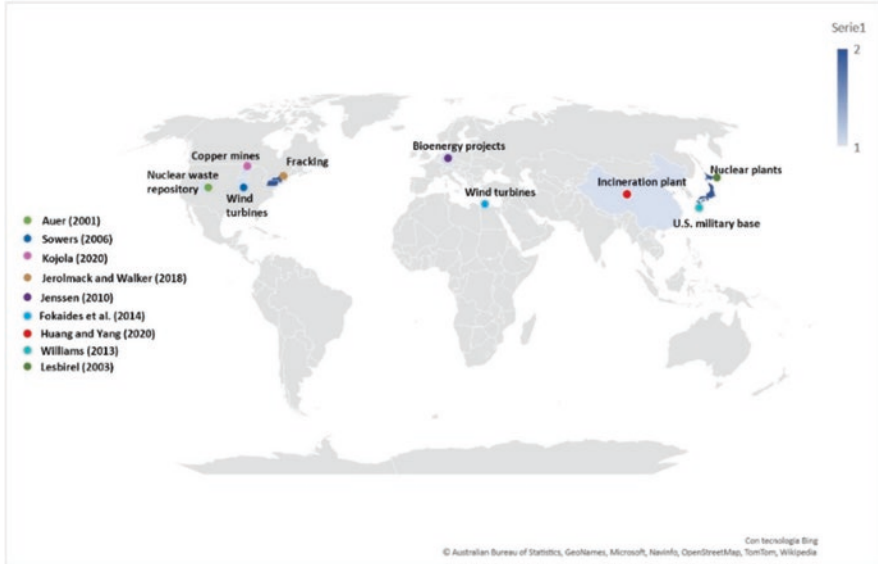 Serie1
2
1
Bioenergy projects
Copper mines
Fracking
Nuclear waste
repository
Wind
turbines
Wind turbines
Incineration plant
Nuclear plants
U.S. military base
Auer (2001)
Sowers (2006)
Kojola (2020)
Jerolmack and Walker (2018)
Jenssen (2010)
Fokaides et al. (2014)
Huang and Yang (2020)
Williams (2013)
Lesbirel (2003)
Con tecnologia Bing
© Australian Bureau of Statistics, GeoNames, Microsoft, Navinfo, OpenStreetMap, TomTom, Wikipedia